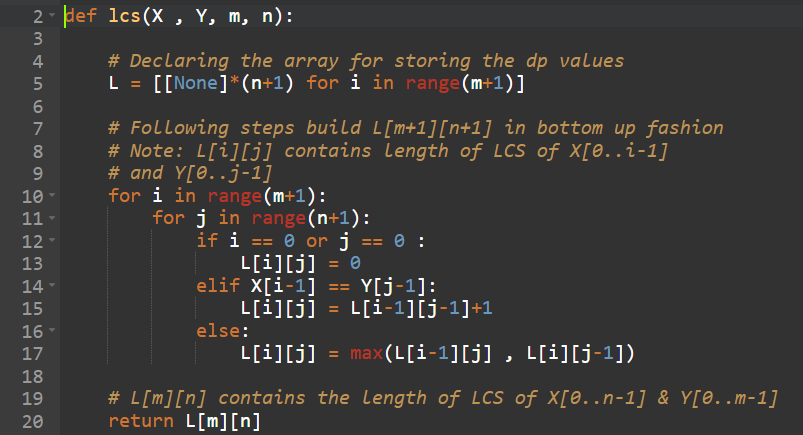 2 def lcs(X , Y, m, n):
3
4 # Declaring the array for storing the dp values
5 L = [[None]*(n+1) for i in range(m+1)]
6
7 # Following steps build L[m+1][n+1] in bottom up fashion
8 # Note: L[i][j] contains length of LCS of X[0..i-1]
9 # and Y[0..j-1]
10 for i in range(m+1):
11 for j in range(n+1):
12 if i == 0 or j == 0 :
13 L[i][j] = 0
14 elif X[i-1] == Y[j-1]:
15 L[i][j] = L[i-1][j-1]+1
16 else:
17 L[i][j] = max(L[i-1][j] , L[i][j-1])
18
19 # L[m][n] contains the length of LCS of X[0..n-1] & Y[0..m-1]
20 return L[m][n]